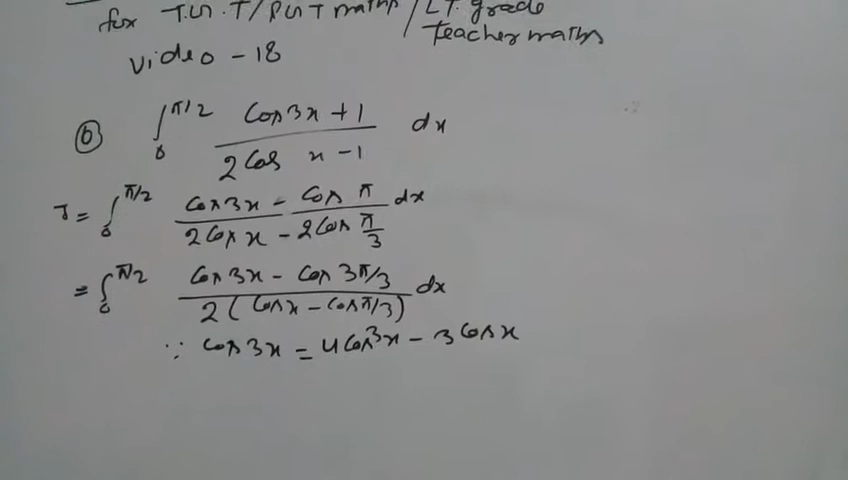 for T.G.T/PGT maths/LT. grade
Teacher maths
Video - 18
⑥ ∫₀^π/2 (cos3x + 1)/(2cos x - 1) dx
I = ∫₀^π/2 (cos3x - cos π)/(2cos x - 2cos π/3) dx
= ∫₀^π/2 (cos3x - cos 3π/3)/(2(cosx - cosπ/3)) dx
∵ cos3x = 4cos³x - 3cosx